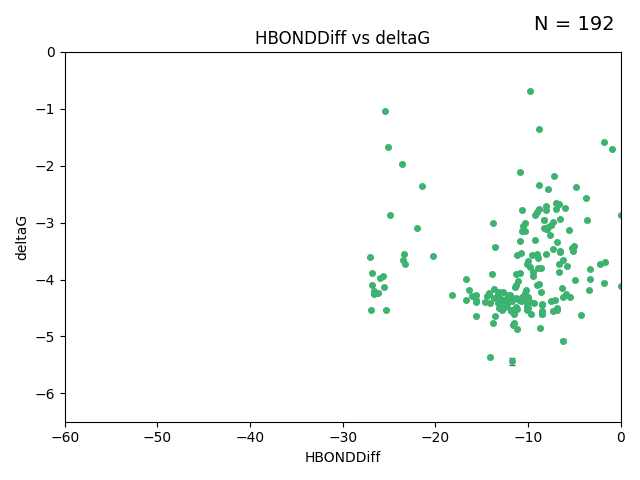 N = 192
HBONDDiff vs deltaG
0
−1
−2
−3
−4
−5
−6
deltaG
−60 −50 −40 −30 −20 −10 0
HBONDDiff